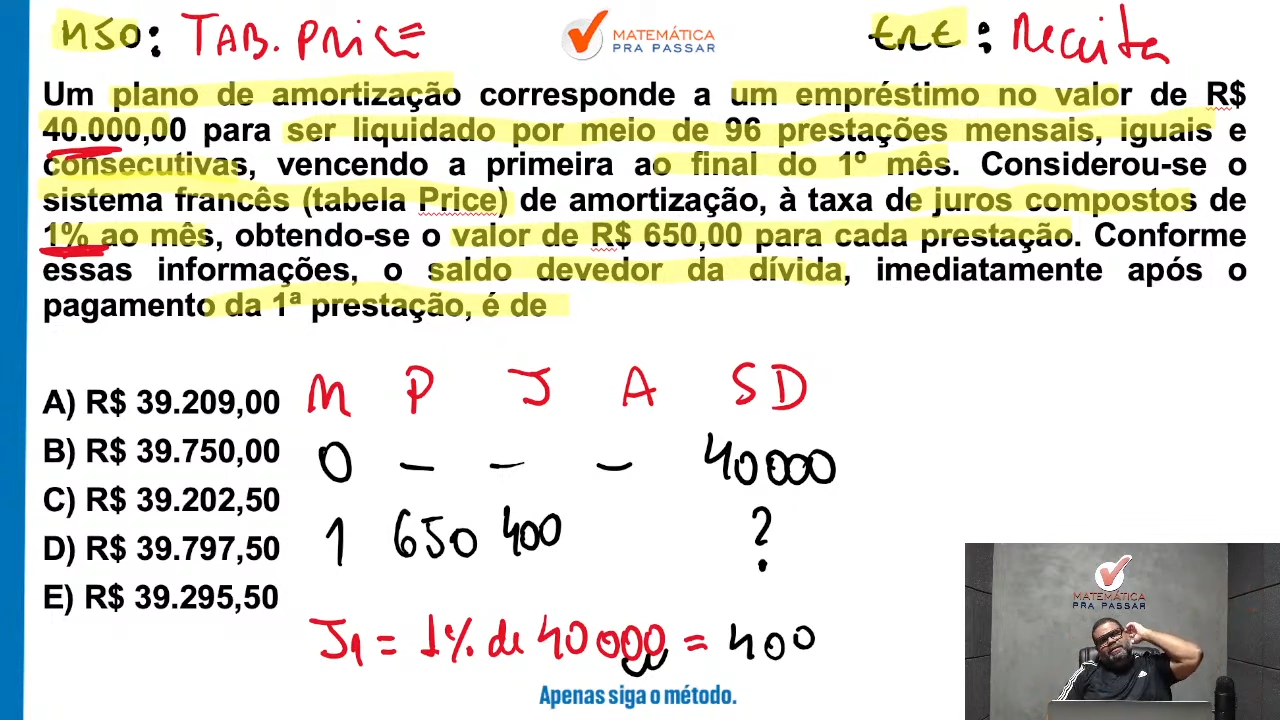 MSO: TAB. PRICE
MATEMÁTICA
PRA PASSAR
: Receita
Um plano de amortização corresponde a um empréstimo no valor de R$
40.000,00 para ser liquidado por meio de 96 prestações mensais, iguais e
consecutivas, vencendo a primeira ao final do 1º mês. Considerou-se o
sistema francês (tabela Price) de amortização, à taxa de juros compostos de
1% ao mês, obtendo-se o valor de R$ 650,00 para cada prestação. Conforme
essas informações, o saldo devedor da dívida, imediatamente após o
pagamento da 1ª prestação, é de
A) R$ 39.209,00
B) R$ 39.750,00
C) R$ 39.202,50
D) R$ 39.797,50
E) R$ 39.295,50
M P J A SD
0 – – – 40000
1 650 400 ?
J1 = 1% de 40000 = 400
Apenas siga o método.
MATEMÁTICA
PRA PASSAR